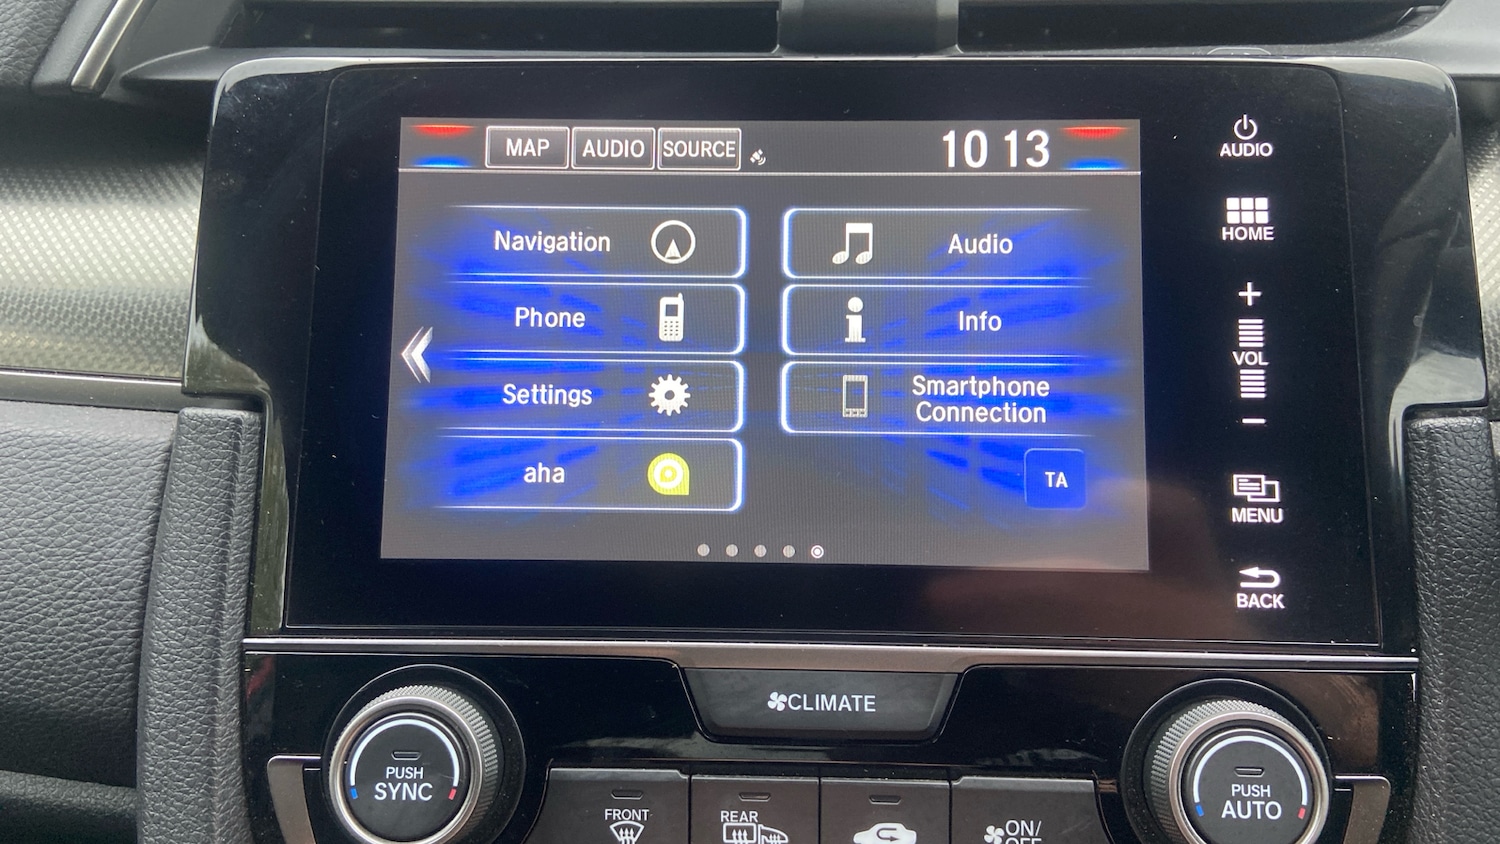 MAP AUDIO SOURCE 10 13
AUDIO
HOME
Navigation
Audio
Phone
Info
Settings
Smartphone
Connection
aha
TA
+
VOL
-
MENU
BACK
CLIMATE
PUSH
SYNC
FRONT
REAR
ON/
OFF
PUSH
AUTO